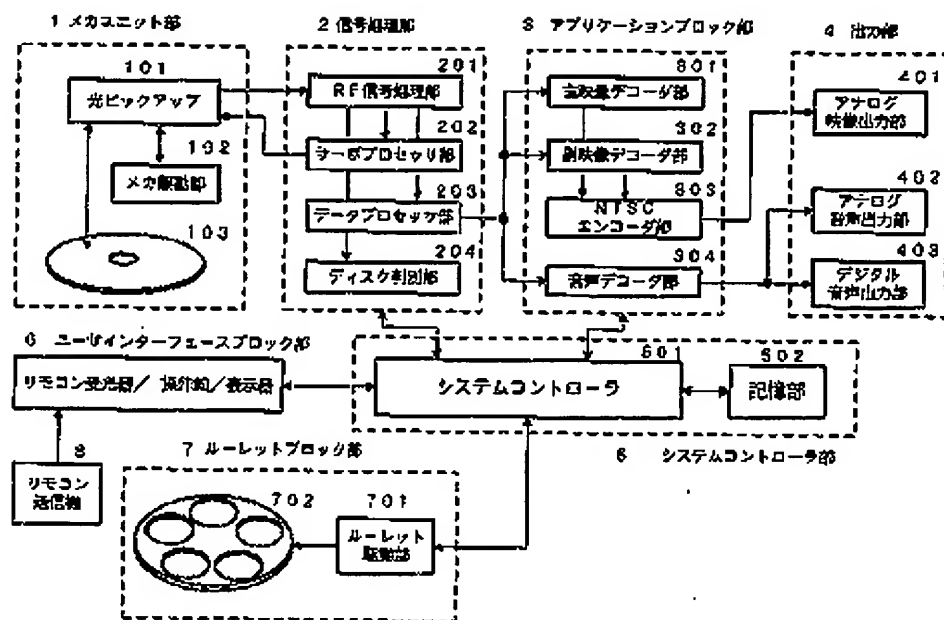 1 メカユニット部
2 信号処理部
3 アプリケーションブロック部
4 出力部
101
光ピックアップ
102
メカ駆動部
103
201
RF信号処理部
202
サーボプロセッサ部
203
データプロセッサ部
204
ディスク判別部
301
主映像デコーダ部
302
副映像デコーダ部
303
NTSC
エンコーダ部
304
音声デコーダ部
401
アナログ
映像出力部
402
アナログ
音声出力部
403
デジタル
音声出力部
6 ユーザインターフェースブロック部
リモコン受光器/操作部/表示器
8
リモコン
送信機
501
システムコントローラ
502
記憶部
システムコントローラ部
7 ルーレットブロック部
702
701
ルーレット
駆動部